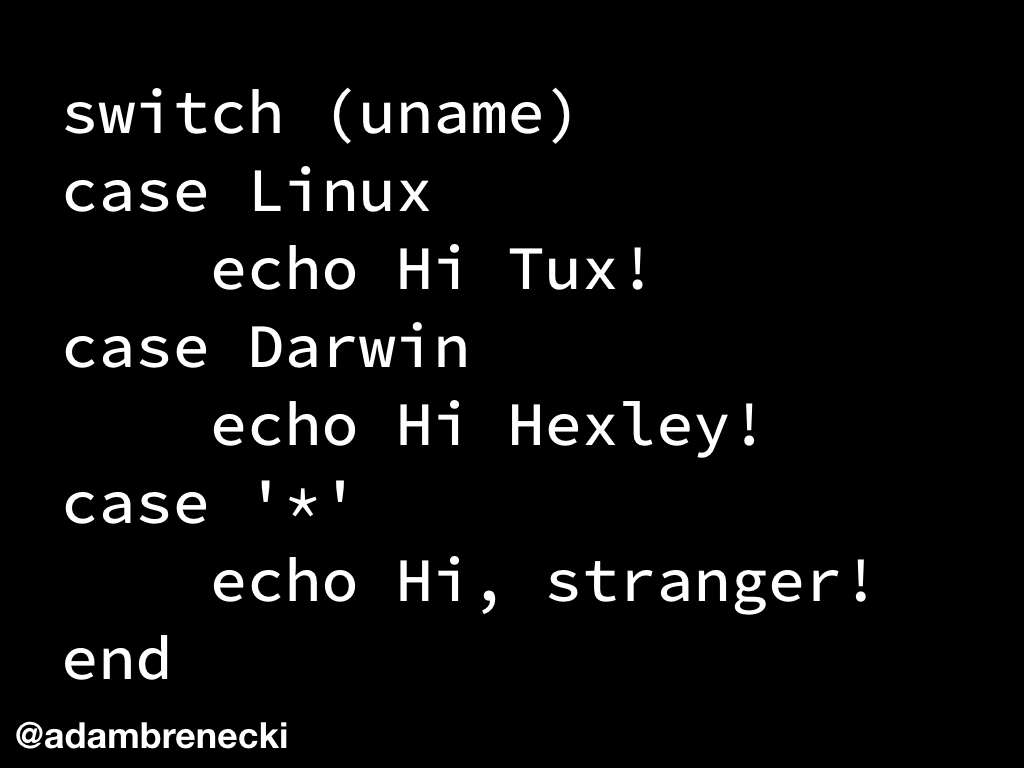 switch (uname)
case Linux
    echo Hi Tux!
case Darwin
    echo Hi Hexley!
case '*'
    echo Hi, stranger!
end
@adambrenecki